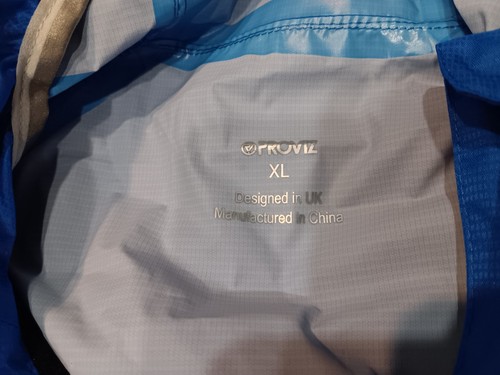 PROVIZ
XL
Designed in UK
Manufactured in China